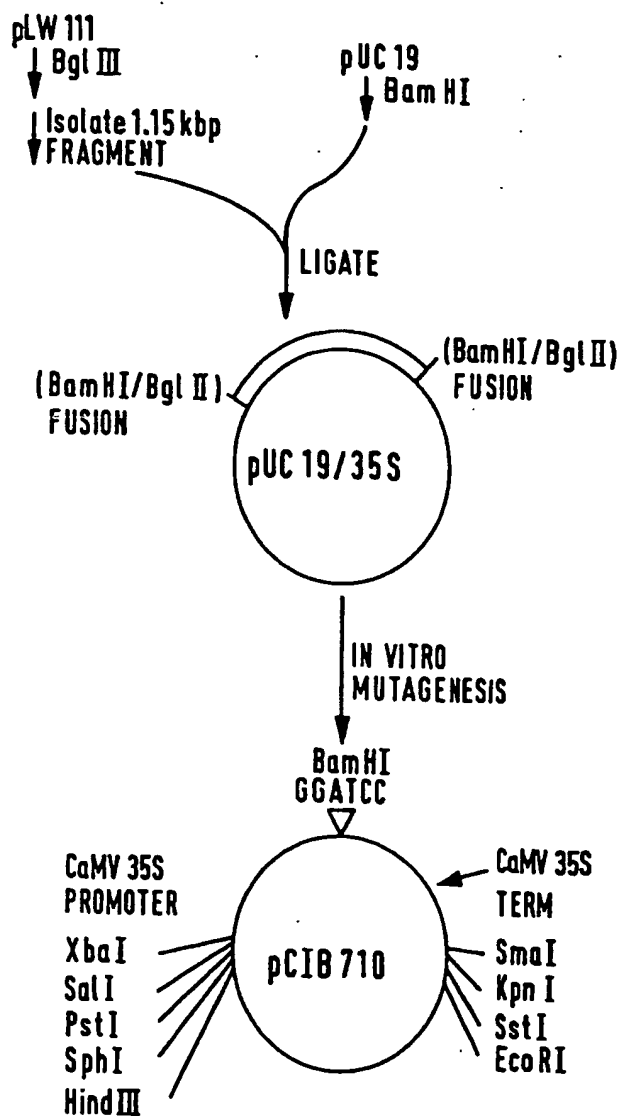 pLW 111
Bgl III
Isolate 1.15 kbp
FRAGMENT
pUC 19
Bam HI
LIGATE
(BamHI/Bgl II)
FUSION
(BamHI/Bgl II)
FUSION
pUC 19/35S
IN VITRO
MUTAGENESIS
BamHI
GGATCC
CaMV 35S
PROMOTER
CaMV 35S
TERM
XbaI
SalI
PstI
SphI
Hind III
pCIB 710
SmaI
Kpn I
SstI
EcoRI